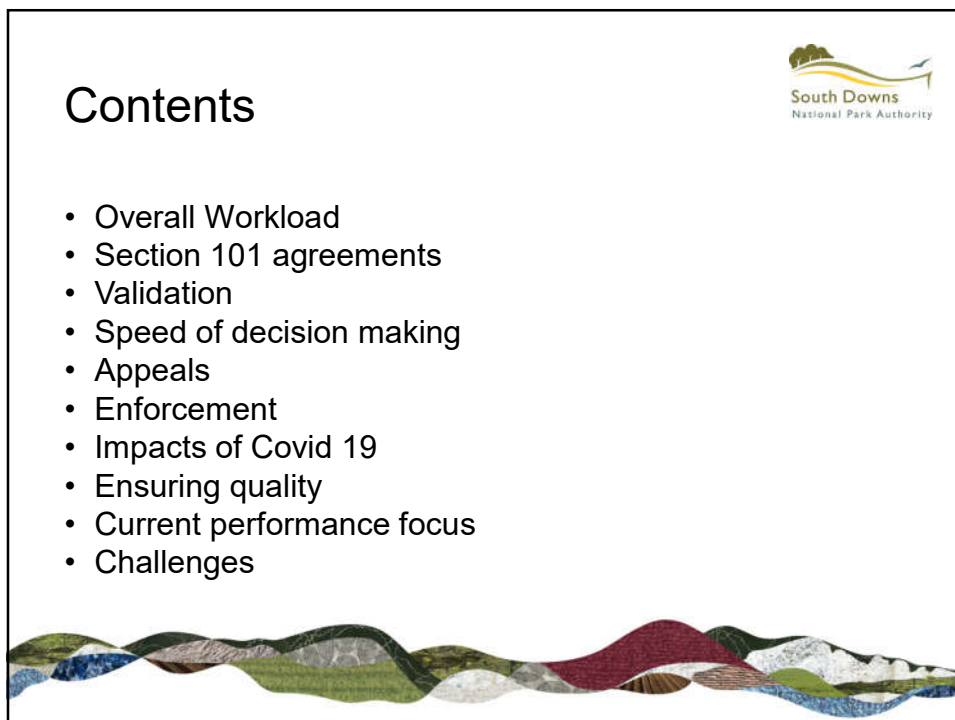 Contents
South Downs
National Park Authority
• Overall Workload
• Section 101 agreements
• Validation
• Speed of decision making
• Appeals
• Enforcement
• Impacts of Covid 19
• Ensuring quality
• Current performance focus
• Challenges